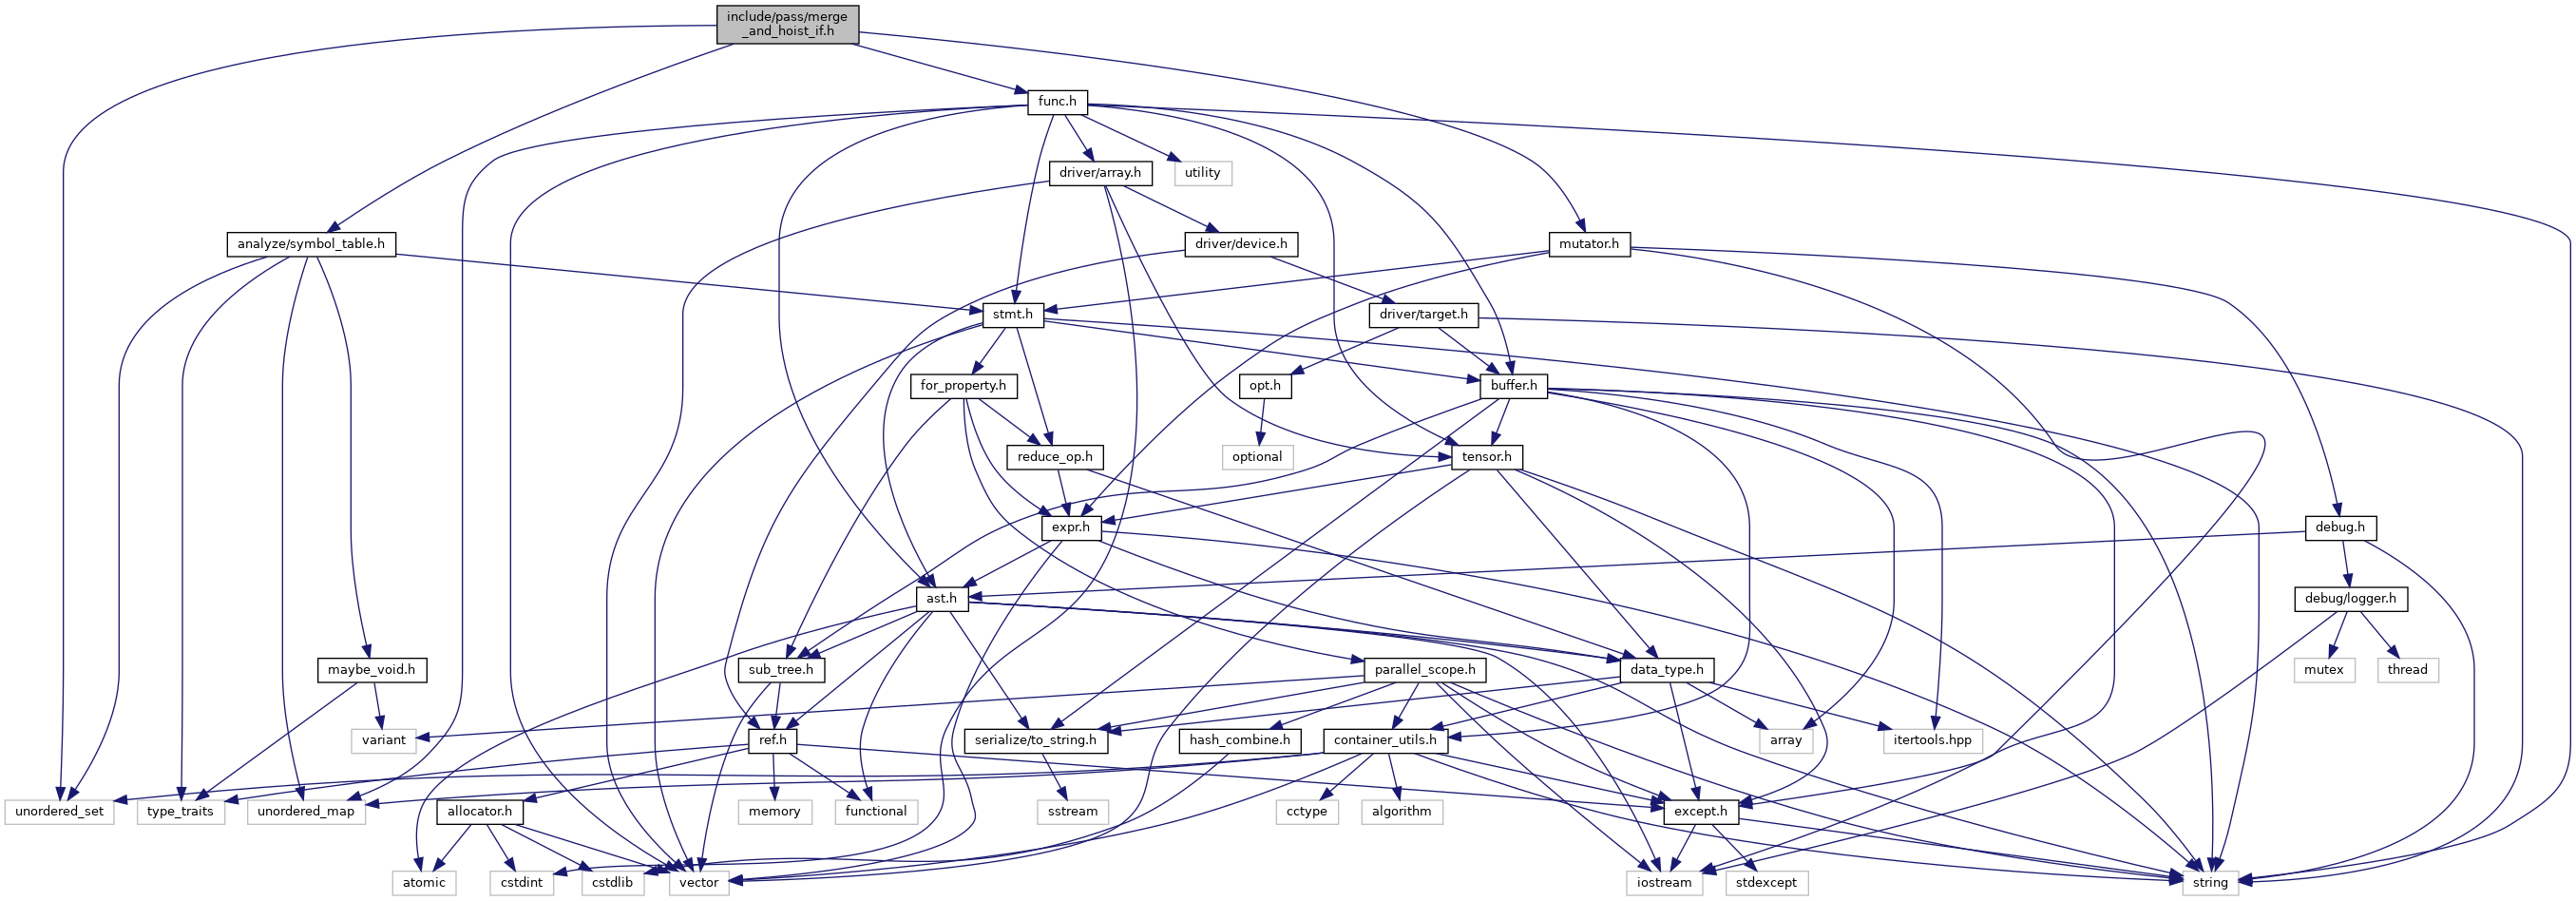 include/pass/merge
_and_hoist_if.h
func.h
driver/array.h
utility
analyze/symbol_table.h
driver/device.h
mutator.h
stmt.h
driver/target.h
for_property.h
opt.h
buffer.h
reduce_op.h
optional
tensor.h
expr.h
debug.h
ast.h
debug/logger.h
maybe_void.h
sub_tree.h
parallel_scope.h
data_type.h
mutex
thread
variant
ref.h
serialize/to_string.h
hash_combine.h
container_utils.h
array
itertools.hpp
unordered_set
type_traits
unordered_map
allocator.h
memory
functional
sstream
cctype
algorithm
except.h
atomic
cstdint
cstdlib
vector
iostream
stdexcept
string